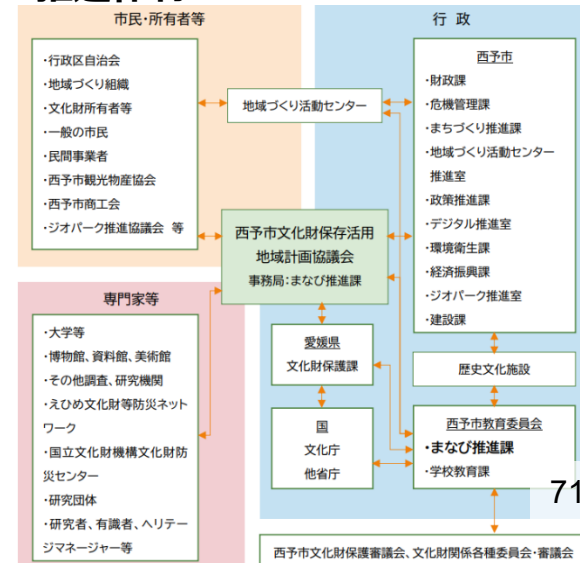 市民・所有者等
・行政区自治会
・地域づくり組織
・文化財所有者等
・一般の市民
・民間事業者
・西予市観光物産協会
・西予市商工会
・ジオパーク推進協議会 等
地域づくり活動センター
行 政
西予市
・財政課
・危機管理課
・まちづくり推進課
・地域づくり活動センター
推進室
・政策推進課
・デジタル推進室
・環境衛生課
・経済振興課
・ジオパーク推進室
・建設課
西予市文化財保存活用
地域計画協議会
事務局:まなび推進課
専門家等
・大学等
・博物館、資料館、美術館
・その他調査、研究機関
・えひめ文化財等防災ネット
ワーク
・国立文化財機構文化財防
災センター
・研究団体
・研究者、有識者、ヘリテー
ジマネージャー等
愛媛県
文化財保護課
国
文化庁
他省庁
歴史文化施設
西予市教育委員会
・まなび推進課
・学校教育課
71
西予市文化財保護審議会、文化財関係各種委員会・審議会